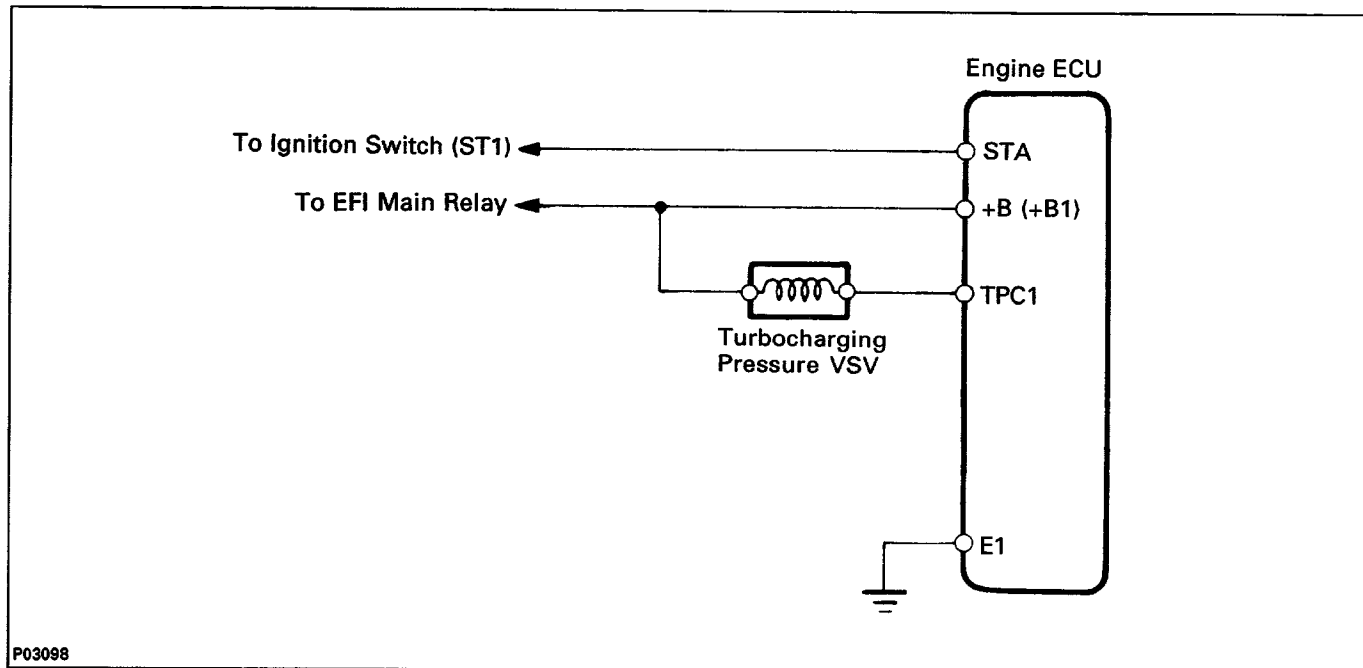 Engine ECU
To Ignition Switch (ST1)
STA
To EFI Main Relay
+B (+B1)
TPC1
Turbocharging
Pressure VSV
E1
P03098